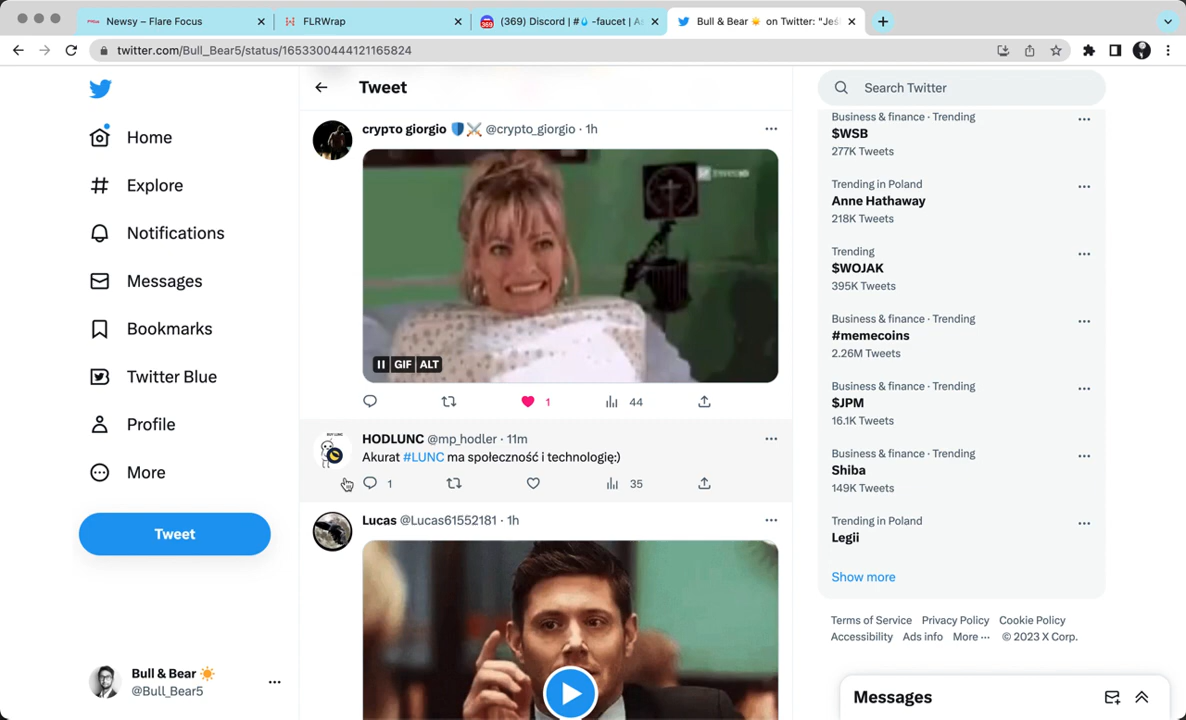 Newsy – Flare Focus
FLRWrap
(369) Discord | #💧-faucet | A
Bull & Bear ☀️ on Twitter: "Jeś
twitter.com/Bull_Bear5/status/1653300444121165824
Home
Explore
Notifications
Messages
Bookmarks
Twitter Blue
Profile
More
Tweet
Bull & Bear ☀️
@Bull_Bear5
Tweet
crypto giorgio 🛡️⚔️ @crypto_giorgio · 1h
GIF ALT
1 44
HODLUNC @mp_hodler · 11m
Akurat #LUNC ma społeczność i technologię:)
1 35
Lucas @Lucas61552181 · 1h
Search Twitter
Business & finance · Trending
$WSB
277K Tweets
Trending in Poland
Anne Hathaway
218K Tweets
Trending
$WOJAK
395K Tweets
Business & finance · Trending
#memecoins
2.26M Tweets
Business & finance · Trending
$JPM
16.1K Tweets
Business & finance · Trending
Shiba
149K Tweets
Trending in Poland
Legii
Show more
Terms of Service Privacy Policy Cookie Policy
Accessibility Ads info More ··· © 2023 X Corp.
Messages